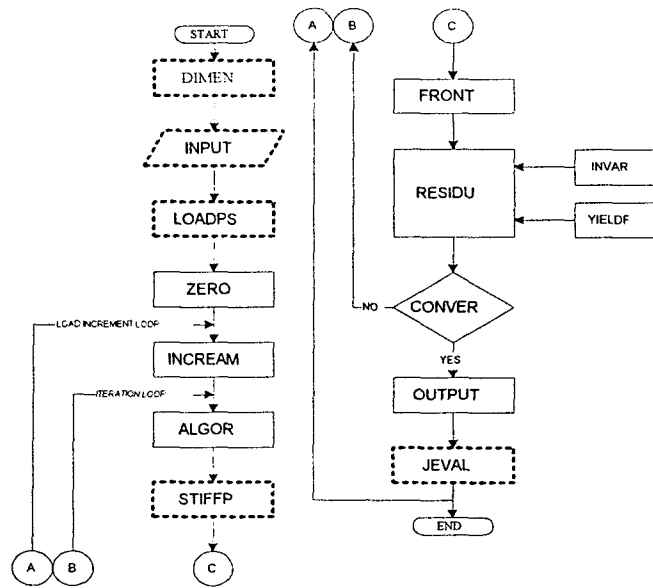 START
DIMEN
INPUT
LOADPS
ZERO
LOAD INCREMENT LOOP
INCREAM
ITERATION LOOP
ALGOR
STIFFP
A
B
C
A
B
C
FRONT
RESIDU
INVAR
YIELDF
NO
CONVER
YES
OUTPUT
JEVAL
END